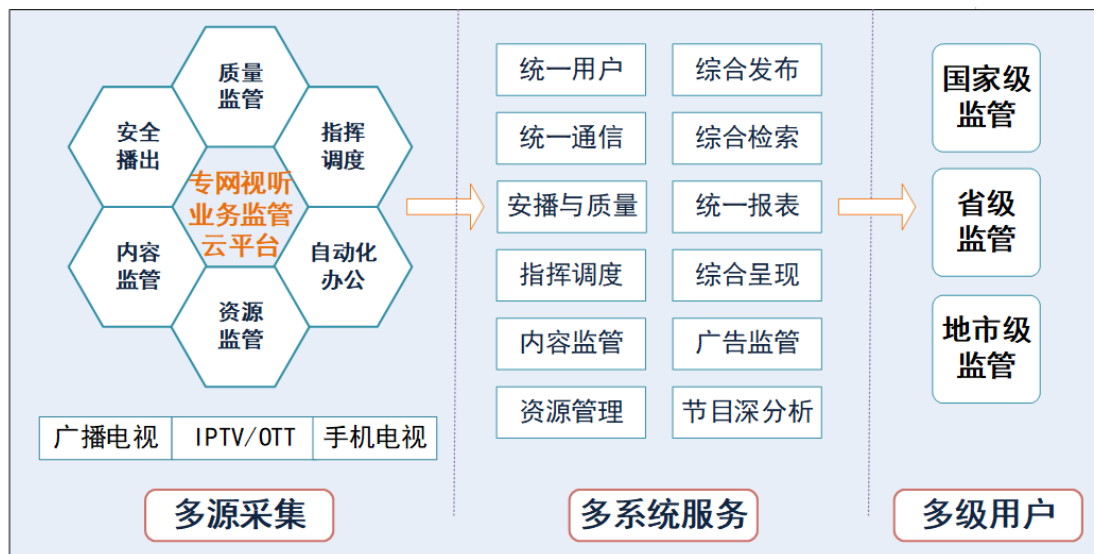 质量
监管
安全
播出
指挥
调度
专网视听
业务监管
云平台
内容
监管
自动化
办公
资源
监管
广播电视
IPTV/OTT
手机电视
多源采集
统一用户
综合发布
统一通信
综合检索
安播与质量
统一报表
指挥调度
综合呈现
内容监管
广告监管
资源管理
节目深分析
多系统服务
国家级
监管
省级
监管
地市级
监管
多级用户